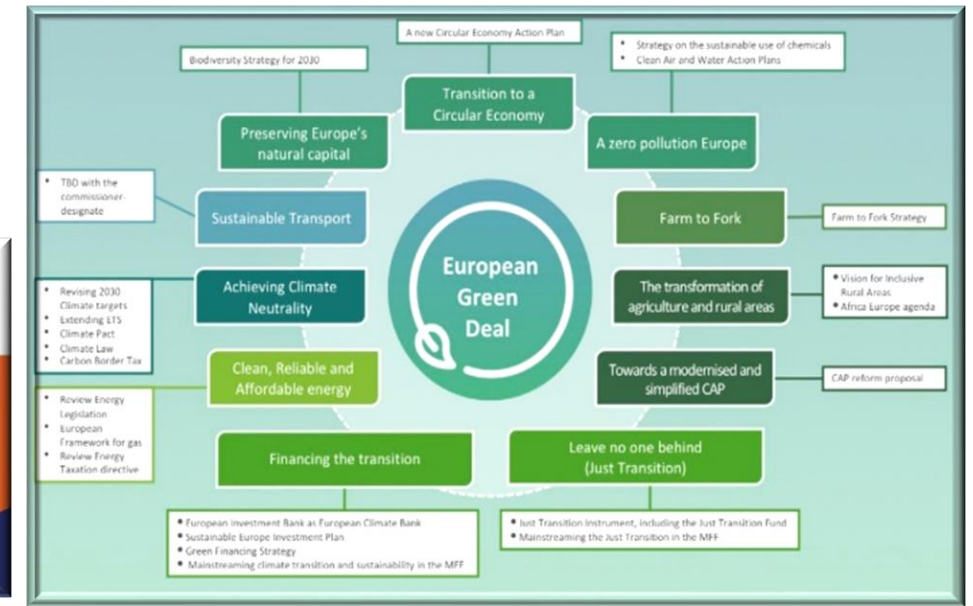 A new Circular Economy Action Plan
Biodiversity Strategy for 2030
• Strategy on the sustainable use of chemicals
• Clean Air and Water Action Plans
Transition to a
Circular Economy
Preserving Europe's
natural capital
A zero pollution Europe
• TBD with the
commissioner-
designate
Sustainable Transport
Farm to Fork
Farm to Fork Strategy
European
Green
Deal
• Revising 2030
Climate targets
• Extending ETS
• Climate Pact
• Climate Law
• Carbon Border Tax
Achieving Climate
Neutrality
The transformation of
agriculture and rural areas
• Vision for Inclusive
Rural Areas
• Africa Europe agenda
Clean, Reliable and
Affordable energy
Towards a modernised and
simplified CAP
CAP reform proposal
• Review Energy
Legislation
• European
Framework for gas
• Review Energy
Taxation directive
Financing the transition
Leave no one behind
(Just Transition)
• European Investment Bank as European Climate Bank
• Sustainable Europe Investment Plan
• Green Financing Strategy
• Mainstreaming climate transition and sustainability in the MFF
• Just Transition Instrument, including the Just Transition Fund
• Mainstreaming the Just Transition in the MFF